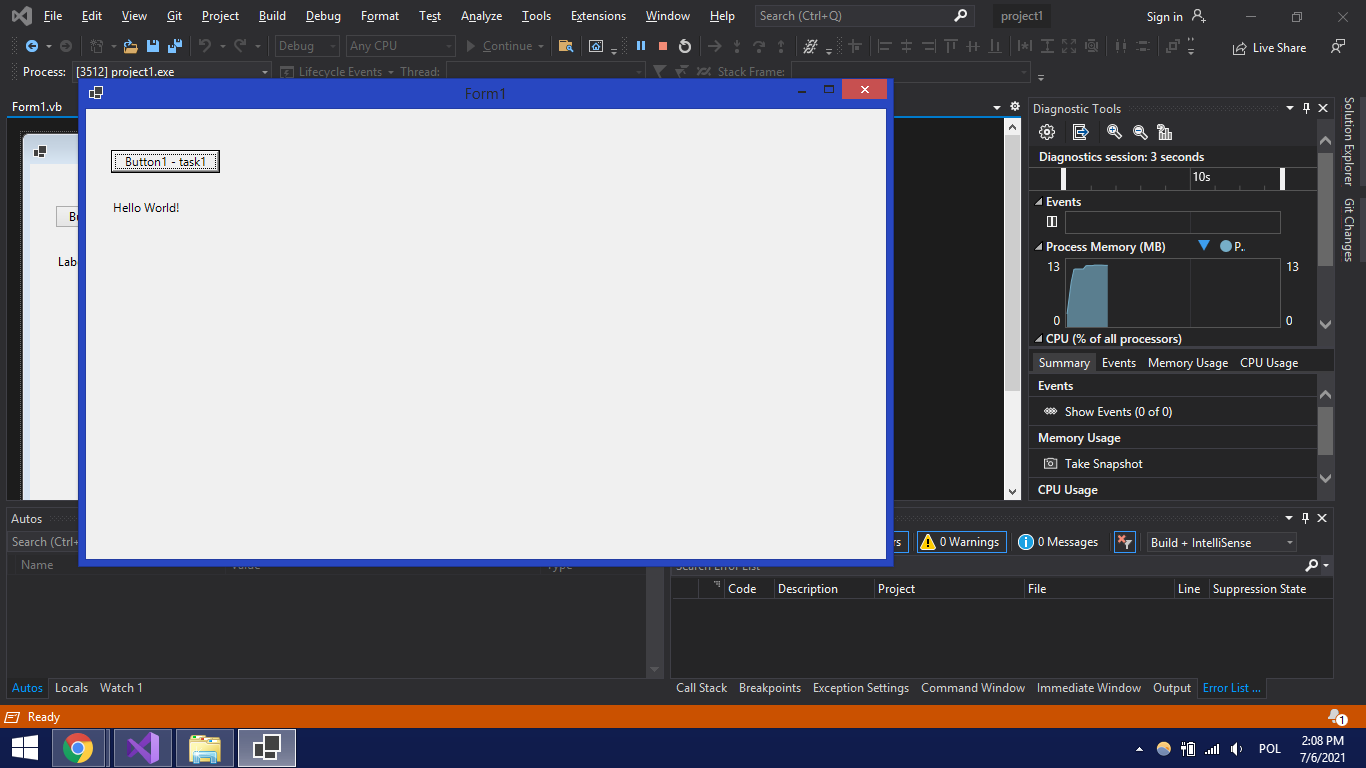 File Edit View Git Project Build Debug Format Test Analyze Tools Extensions Window Help Search (Ctrl+Q) project1 Sign in
Debug Any CPU Continue Live Share
Process: [3512] project1.exe Lifecycle Events Thread: Stack Frame:
Form1
Form1.vb
Button1 - task1
Hello World!
Bu
Lab
Diagnostic Tools
Diagnostics session: 3 seconds
10s
Events
Process Memory (MB) P..
13 13
0 0
CPU (% of all processors)
Summary Events Memory Usage CPU Usage
Events
Show Events (0 of 0)
Memory Usage
Take Snapshot
CPU Usage
Solution Explorer
Git Changes
Autos
Search (Ctrl+
Name Value Type
rs 0 Warnings 0 Messages Build + IntelliSense
Search Error List
Code Description Project File Line Suppression State
Autos Locals Watch 1
Call Stack Breakpoints Exception Settings Command Window Immediate Window Output Error List ...
Ready
1
POL
2:08 PM
7/6/2021